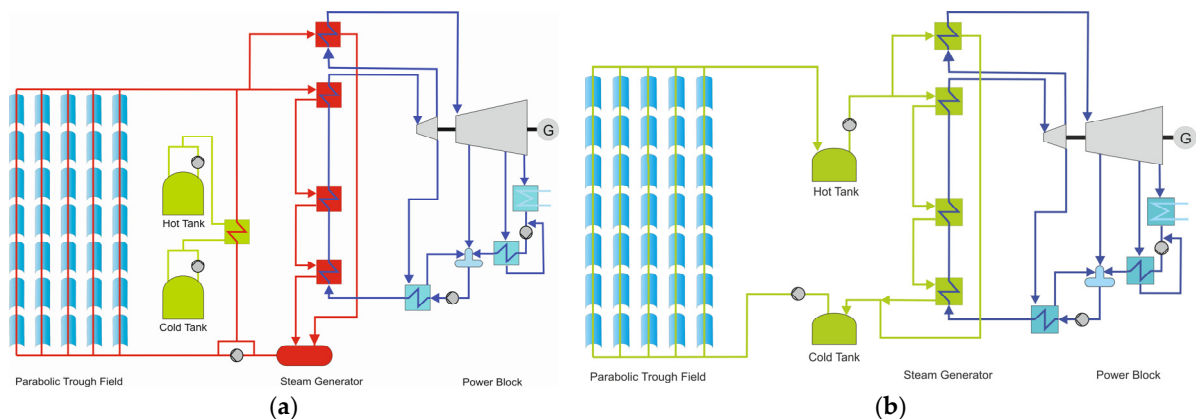 G
Hot Tank
Cold Tank
Parabolic Trough Field
Steam Generator
Power Block
(a)
G
Hot Tank
Cold Tank
Parabolic Trough Field
Steam Generator
Power Block
(b)